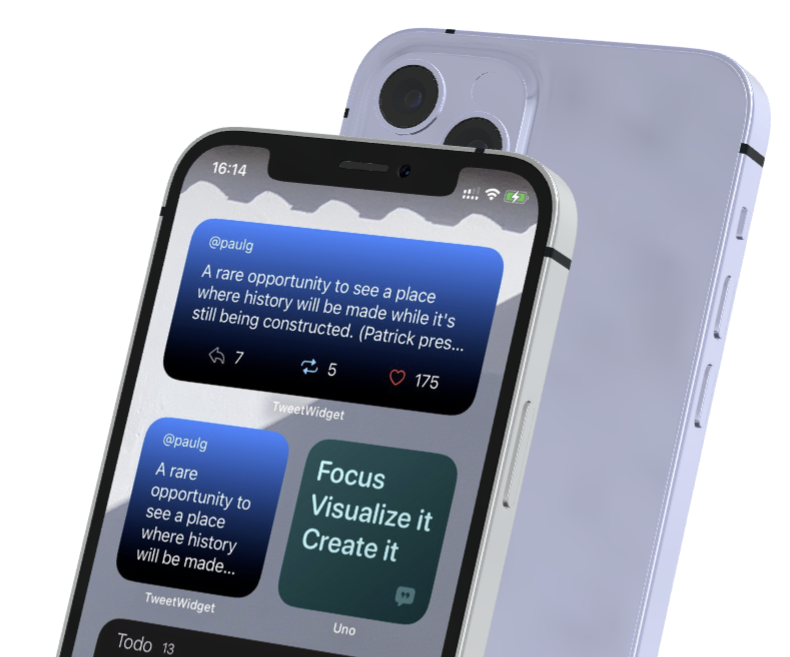 16:14
@paulg
A rare opportunity to see a place
where history will be made while it's
still being constructed. (Patrick pres...
7 5 175
TweetWidget
@paulg
A rare
opportunity to
see a place
where history
will be made...
TweetWidget
Focus
Visualize it
Create it
Uno
Todo 13